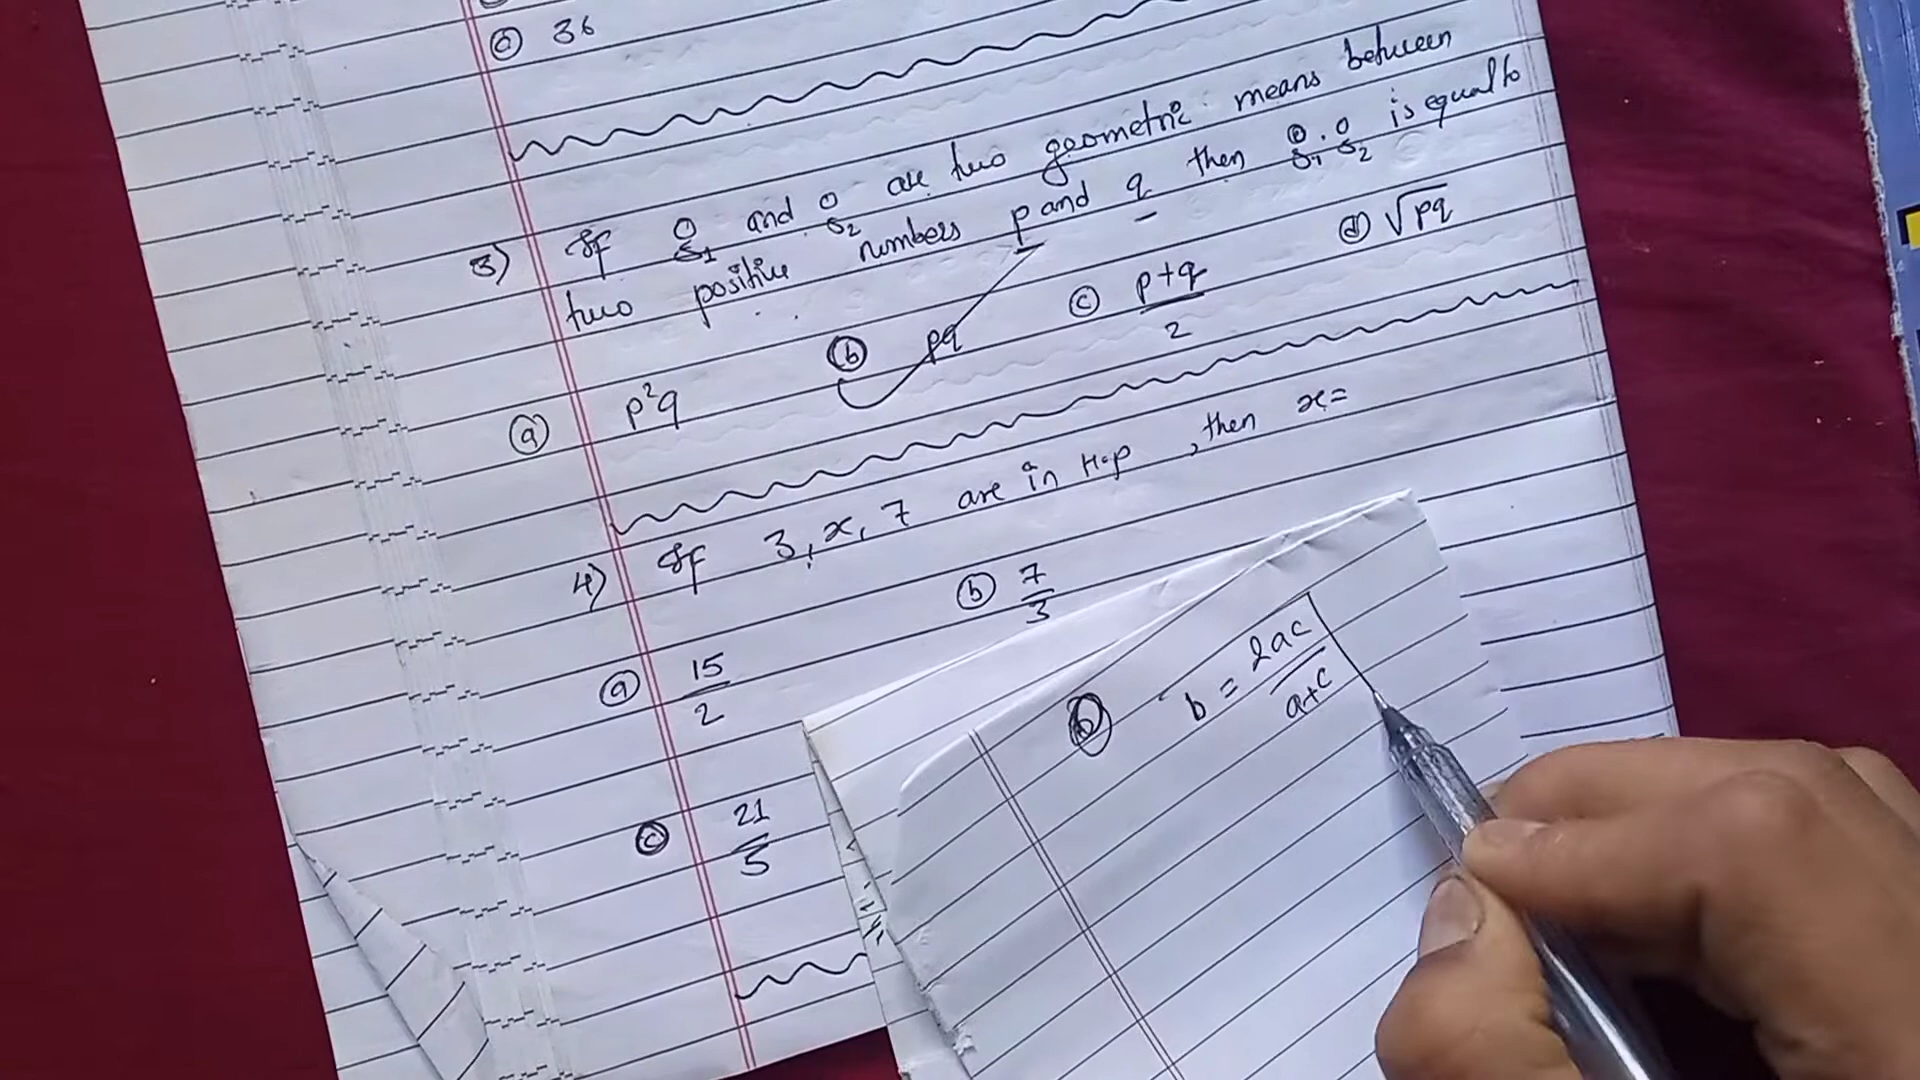 ⓓ 36
3) If g1 and g2 are two geometric means between
two positive numbers p and q then g1.g2 is equal to
ⓐ p²q ⓑ pq ⓒ p+q/2 ⓓ √pq
4) If 3, x, 7 are in H.p , then x=
ⓐ 15/2 ⓑ 7/3
ⓒ 21/5
b = 2ac/a+c